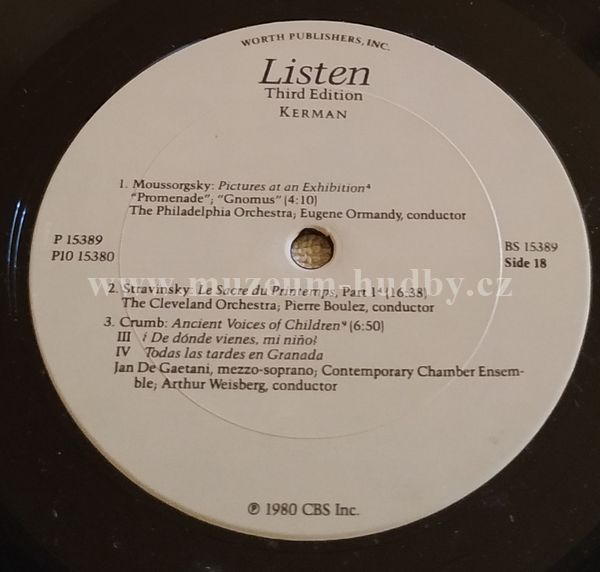 WORTH PUBLISHERS, INC.
Listen
Third Edition
KERMAN
1. Moussorgsky: Pictures at an Exhibition⁴
"Promenade"; "Gnomus" (4:10)
The Philadelphia Orchestra; Eugene Ormandy, conductor
P 15389
P10 15380
BS 15389
Side 18
www.muzeum-hudby.cz
2. Stravinsky: Le Sacre du Printemps, Part 1⁴ (16:38)
The Cleveland Orchestra; Pierre Boulez, conductor
3. Crumb: Ancient Voices of Children⁹ (6:50)
III ¿ De dónde vienes, mi niño?
IV Todas las tardes en Granada
Jan De Gaetani, mezzo-soprano; Contemporary Chamber Ensem-
ble; Arthur Weisberg, conductor
℗ 1980 CBS Inc.